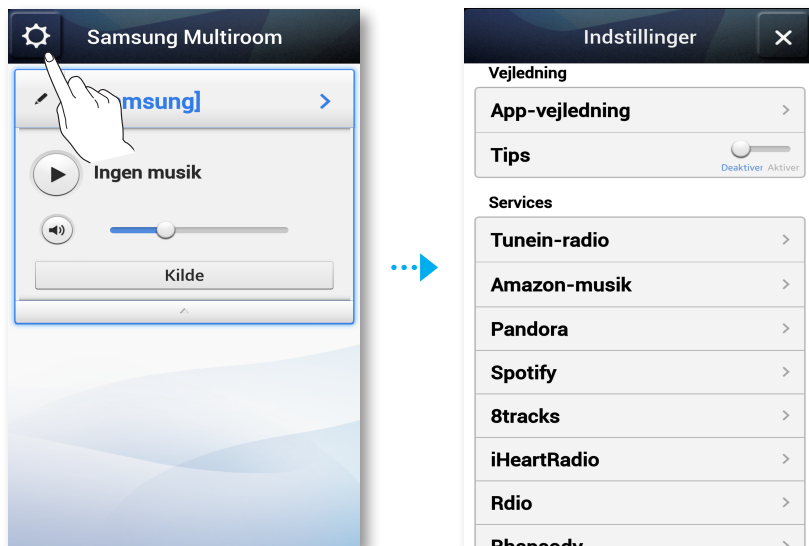 Samsung Multiroom
msung]
Ingen musik
Kilde
Indstillinger
Vejledning
App-vejledning
Tips
Deaktiver Aktiver
Services
Tunein-radio
Amazon-musik
Pandora
Spotify
8tracks
iHeartRadio
Rdio
Rhapsody